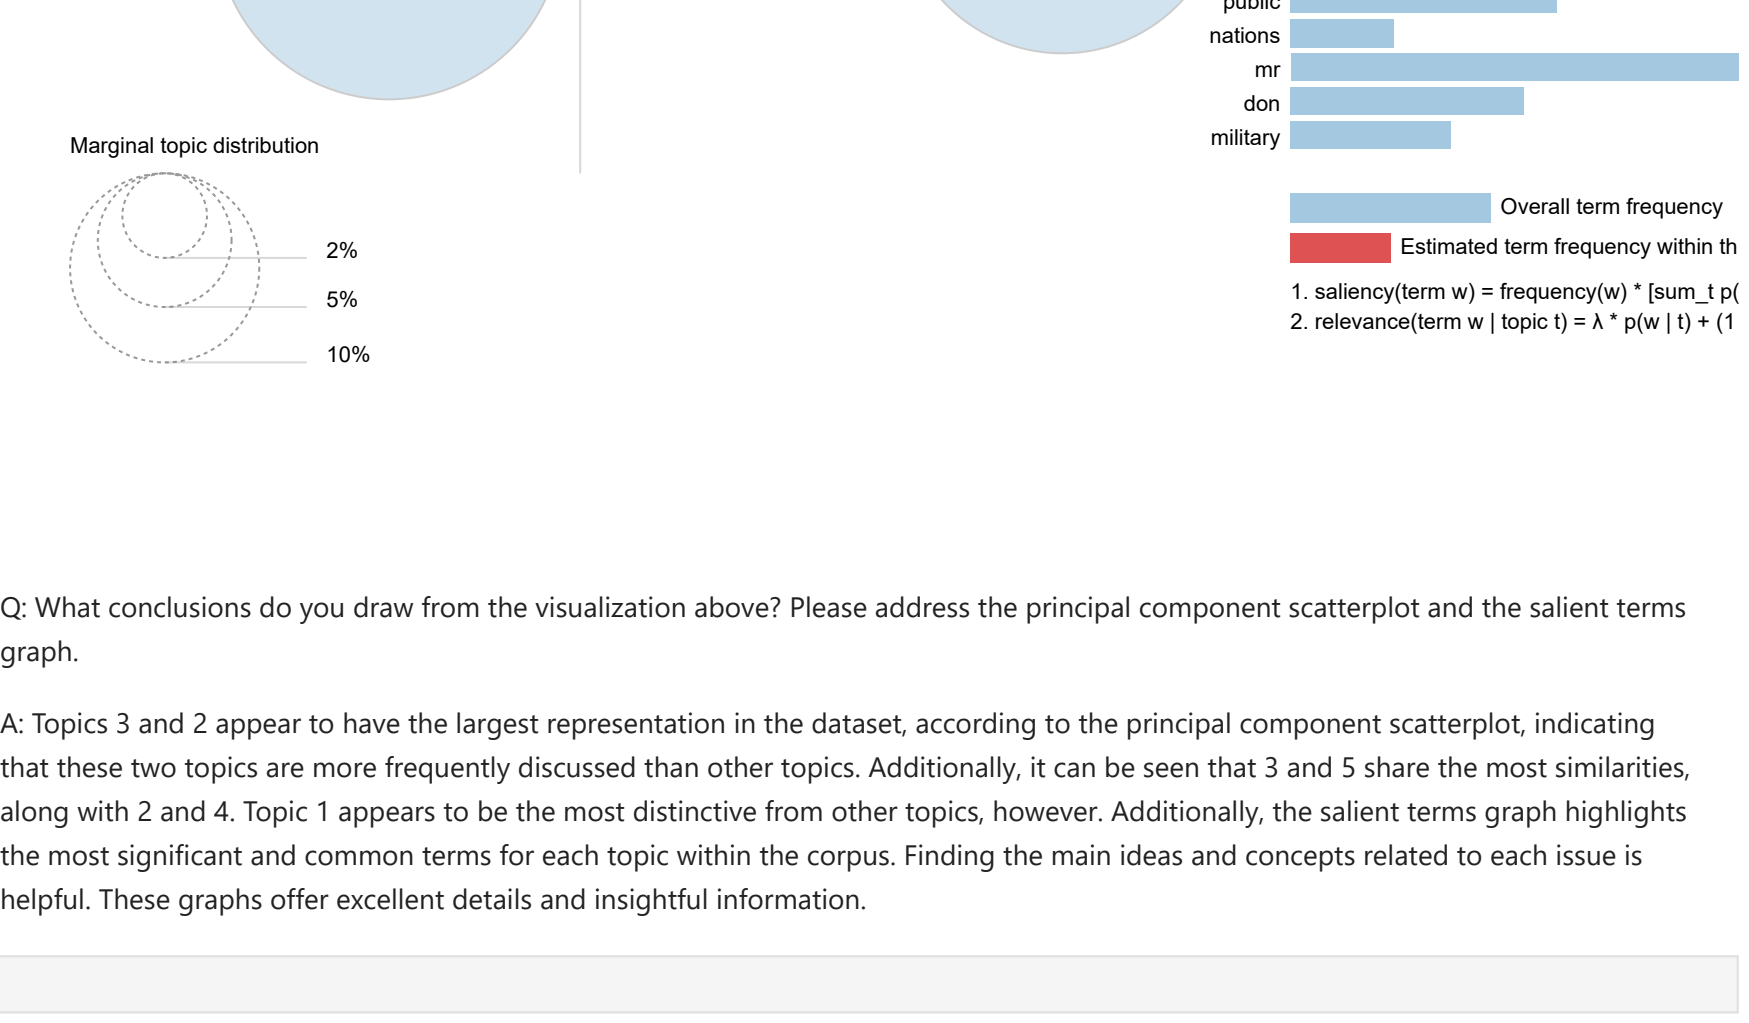 public
nations
mr
don
military
Marginal topic distribution
2%
5%
10%
Overall term frequency
Estimated term frequency within th
1. saliency(term w) = frequency(w) * [sum_t p(
2. relevance(term w | topic t) = λ * p(w | t) + (1
Q: What conclusions do you draw from the visualization above? Please address the principal component scatterplot and the salient terms
graph.
A: Topics 3 and 2 appear to have the largest representation in the dataset, according to the principal component scatterplot, indicating
that these two topics are more frequently discussed than other topics. Additionally, it can be seen that 3 and 5 share the most similarities,
along with 2 and 4. Topic 1 appears to be the most distinctive from other topics, however. Additionally, the salient terms graph highlights
the most significant and common terms for each topic within the corpus. Finding the main ideas and concepts related to each issue is
helpful. These graphs offer excellent details and insightful information.